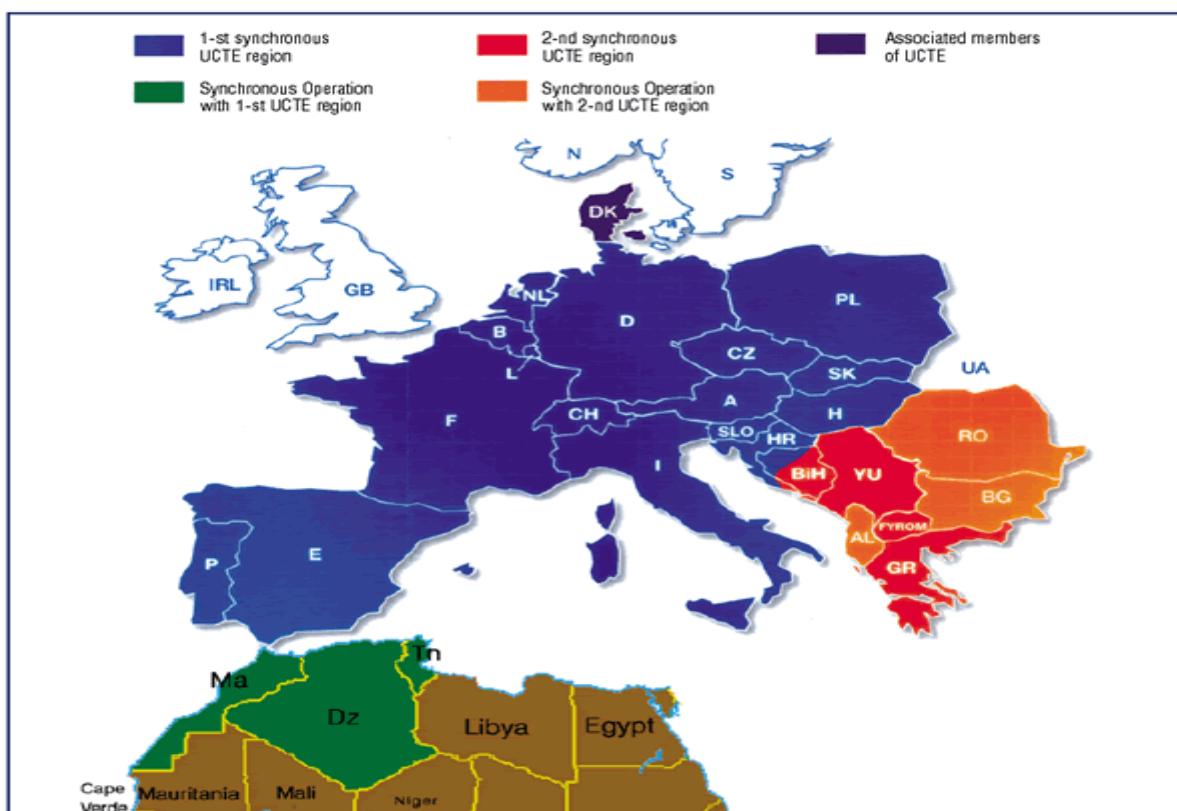 1-st synchronous
UCTE region
2-nd synchronous
UCTE region
Associated members
of UCTE
Synchronous Operation
with 1-st UCTE region
Synchronous Operation
with 2-nd UCTE region
N
S
DK
IRL
GB
NL
PL
B
D
CZ
L
UA
SK
A
F
CH
H
SLO
HR
RO
I
BiH
YU
BG
FYROM
AL
P
E
GR
Tn
Ma
Dz
Libya
Egypt
Cape
Verde
Mauritania
Mali
Niger